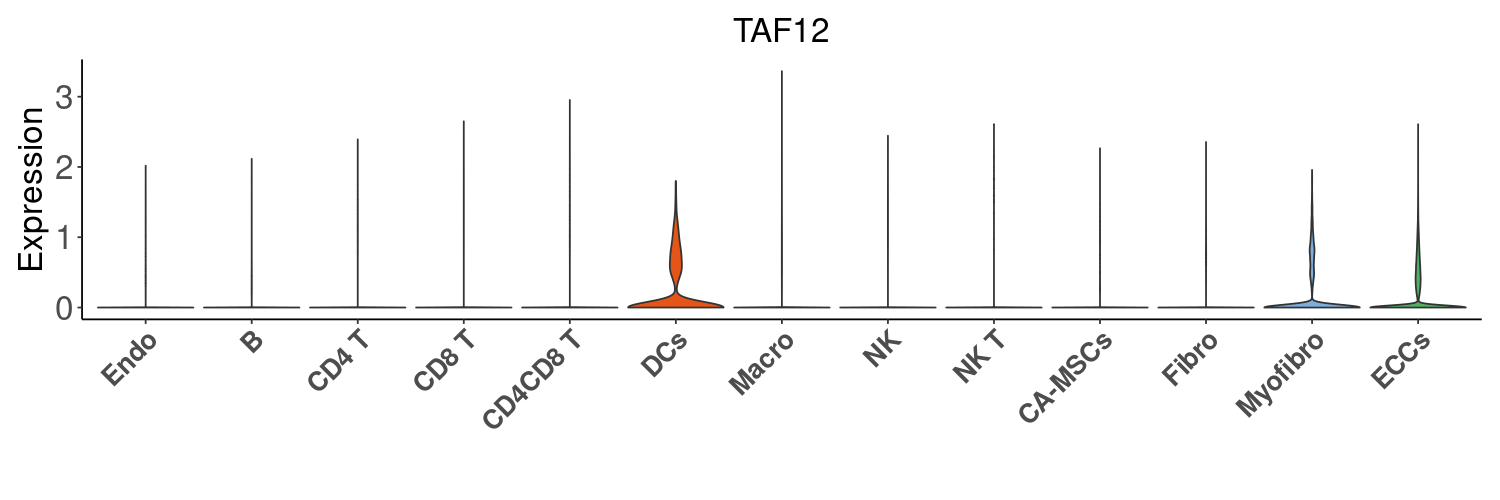 TAF12
Expression
3
2
1
0
Endo
B
CD4 T
CD8 T
CD4CD8 T
DCs
Macro
NK
NK T
CA-MSCs
Fibro
Myofibro
ECCs